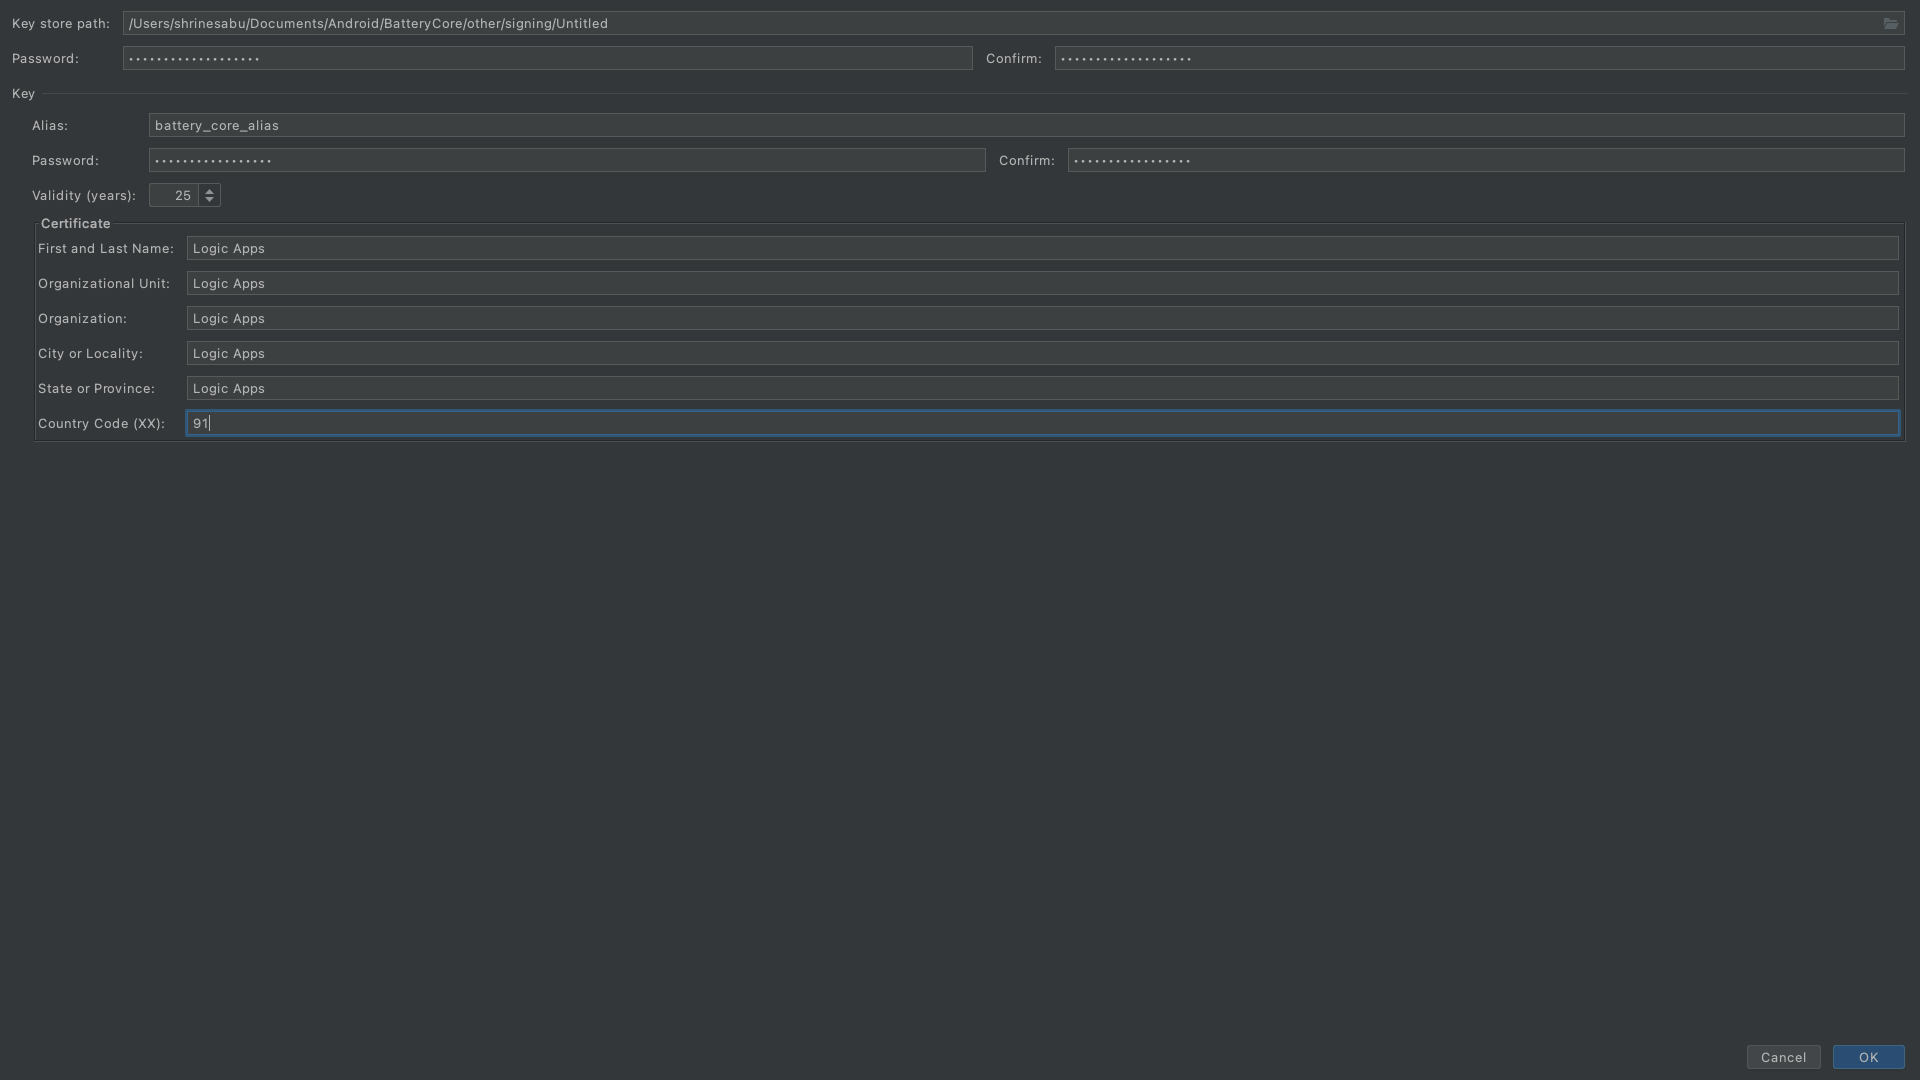 Key store path: /Users/shrinesabu/Documents/Android/BatteryCore/other/signing/Untitled
Password: ••••••••••••••••••• Confirm: •••••••••••••••••••
Key
Alias: battery_core_alias
Password: ••••••••••••••••• Confirm: •••••••••••••••••
Validity (years): 25
Certificate
First and Last Name: Logic Apps
Organizational Unit: Logic Apps
Organization: Logic Apps
City or Locality: Logic Apps
State or Province: Logic Apps
Country Code (XX): 91
Cancel OK